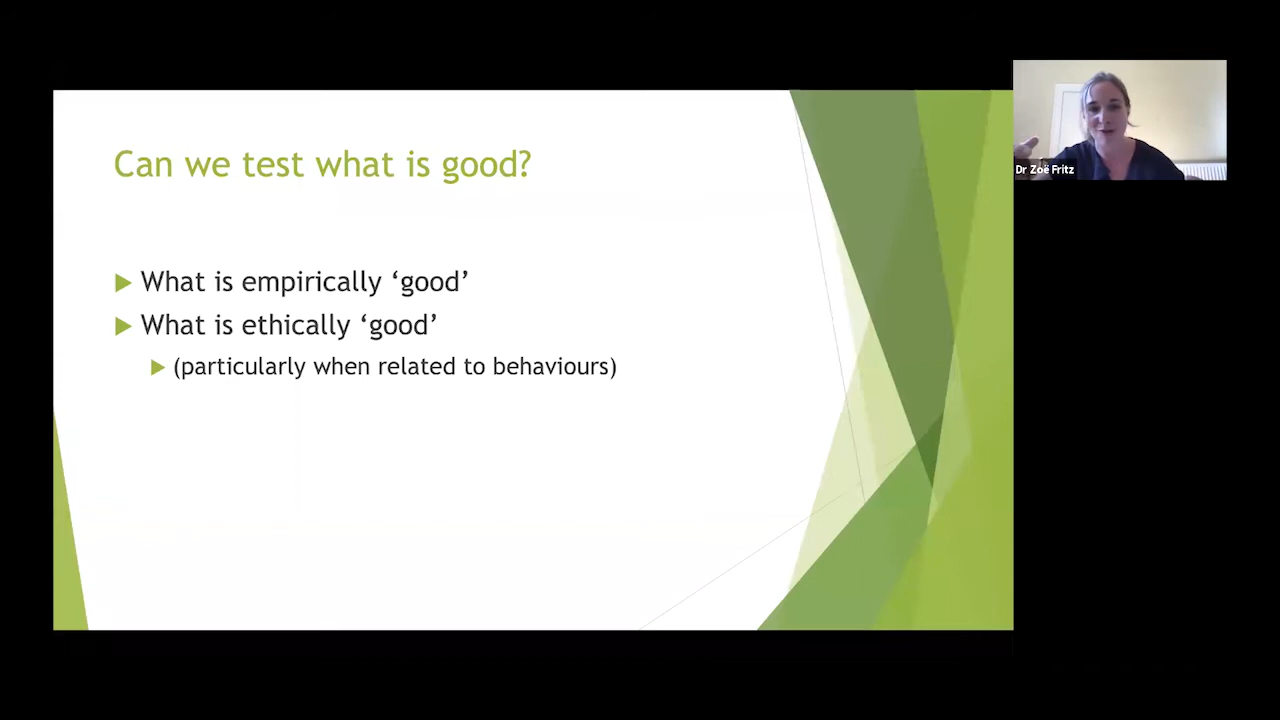 Can we test what is good?
What is empirically ‘good’
What is ethically ‘good’
(particularly when related to behaviours)
Dr Zoë Fritz